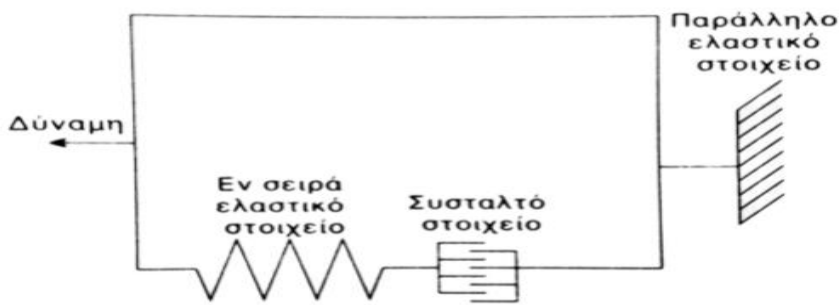 Παράλληλο
ελαστικό
στοιχείο
Δύναμη
Εν σειρά
ελαστικό
στοιχείο
Συσταλτό
στοιχείο